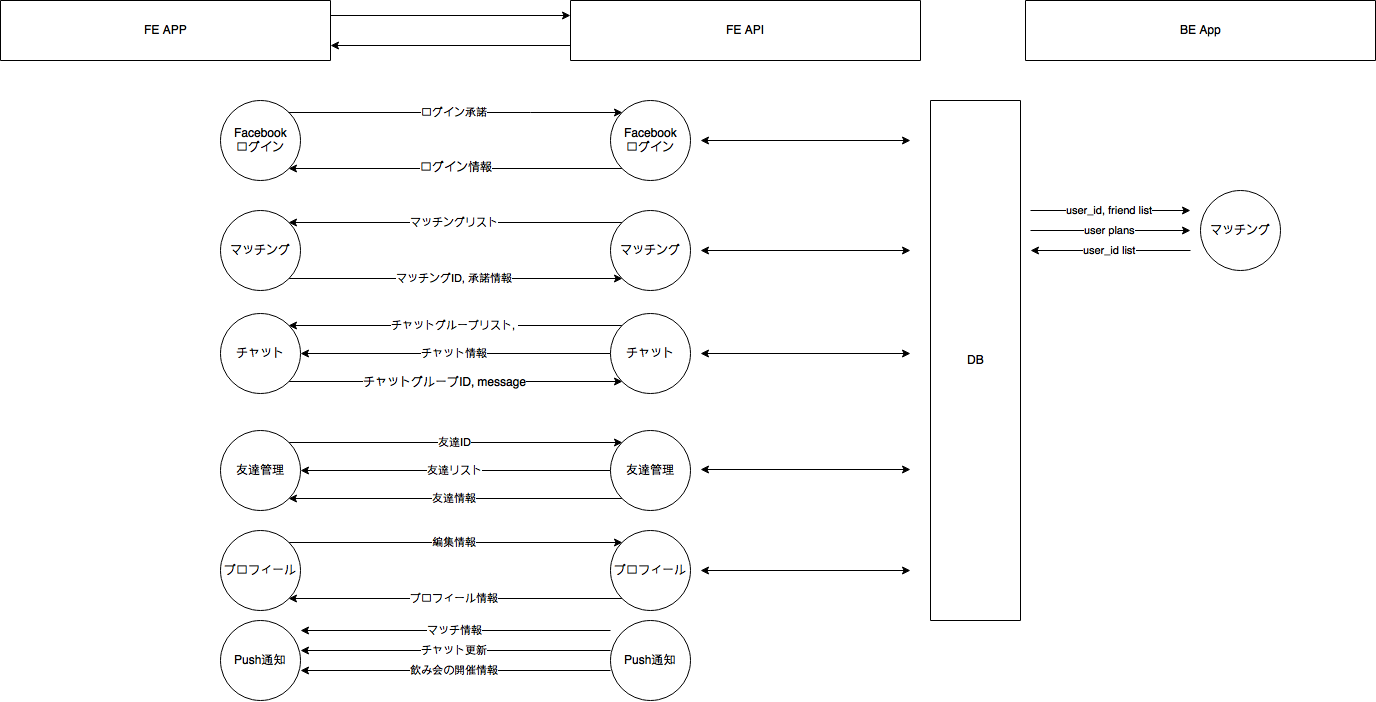 FE APP
FE API
BE App
Facebook
ログイン
ログイン承諾
ログイン情報
Facebook
ログイン
マッチング
マッチングリスト
マッチングID, 承諾情報
マッチング
user_id, friend list
user plans
user_id list
マッチング
チャット
チャットグループリスト,
チャット情報
チャットグループID, message
チャット
DB
友達管理
友達ID
友達リスト
友達情報
友達管理
プロフィール
編集情報
プロフィール情報
プロフィール
Push通知
マッチ情報
チャット更新
飲み会の開催情報
Push通知